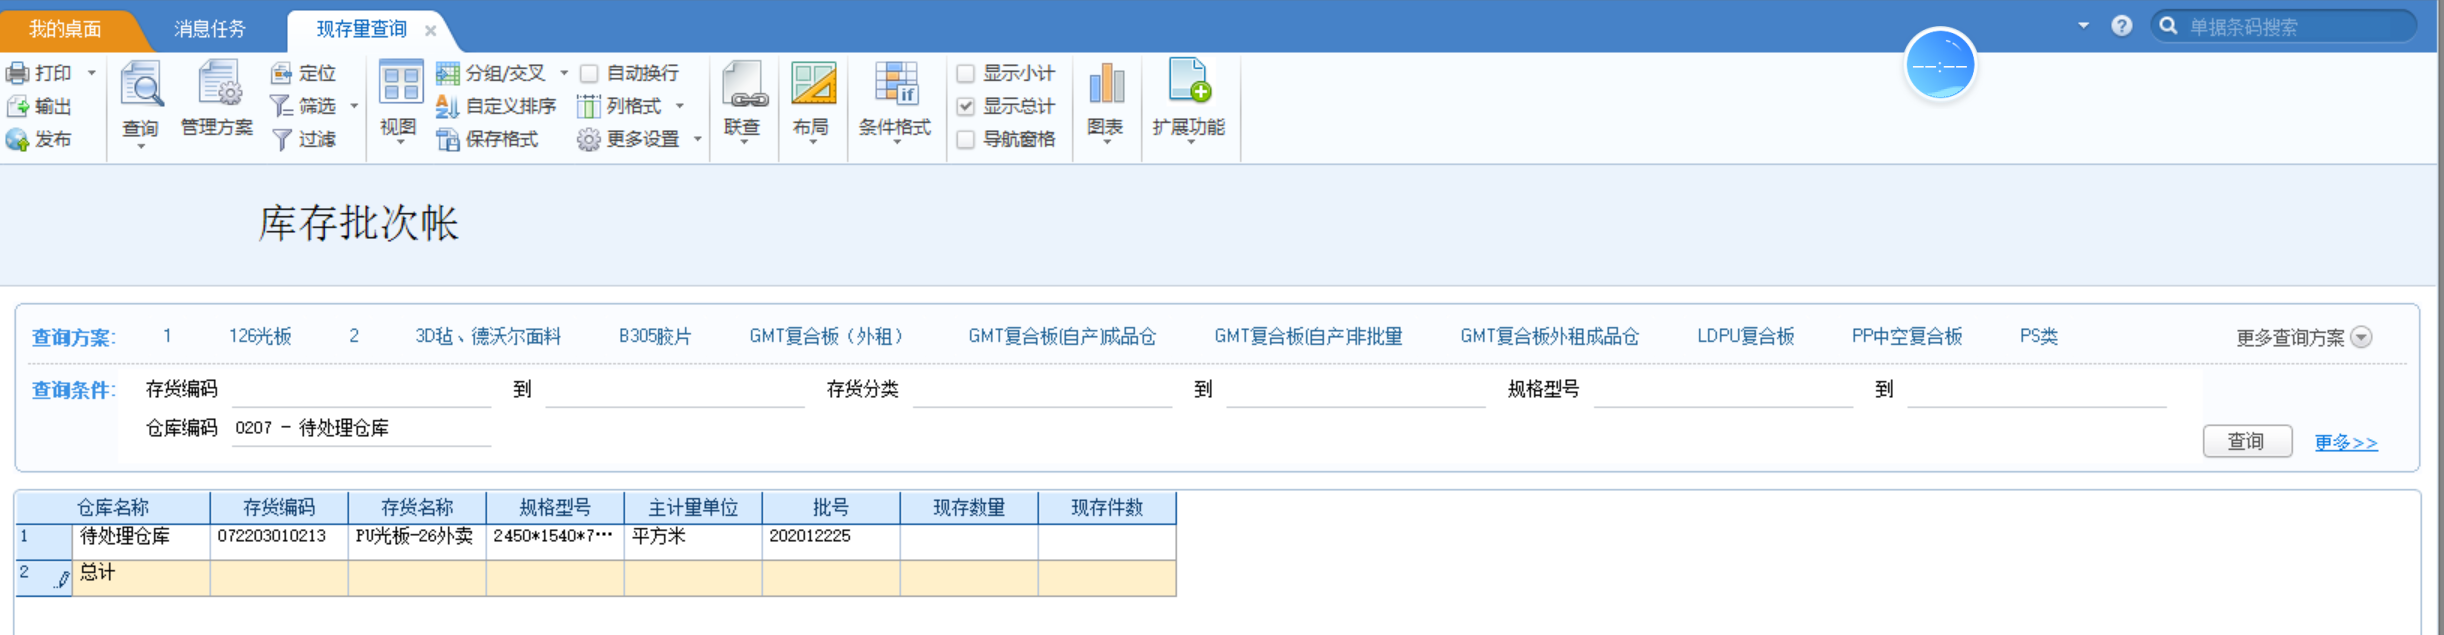 我的桌面 消息任务 现存量查询 单据条码搜索
打印 定位 分组/交叉 自动换行 显示小计
输出 筛选 自定义排序 列格式 显示总计
查询 管理方案 视图 联查 布局 条件格式 图表 扩展功能
发布 过滤 保存格式 更多设置 导航窗格
--:--
if
库存批次帐
查询方案: 1 126光板 2 3D毡、德沃尔面料 B305胶片 GMT复合板（外租） GMT复合板(自产)成品仓 GMT复合板(自产)非批量 GMT复合板外租成品仓 LDPU复合板 PP中空复合板 PS类 更多查询方案
查询条件: 存货编码 到 存货分类 到 规格型号 到
仓库编码 0207 - 待处理仓库
查询 更多>>
仓库名称 存货编码 存货名称 规格型号 主计量单位 批号 现存数量 现存件数
1 待处理仓库 072203010213 PU光板-26外卖 2450*1540*7··· 平方米 202012225
2 总计